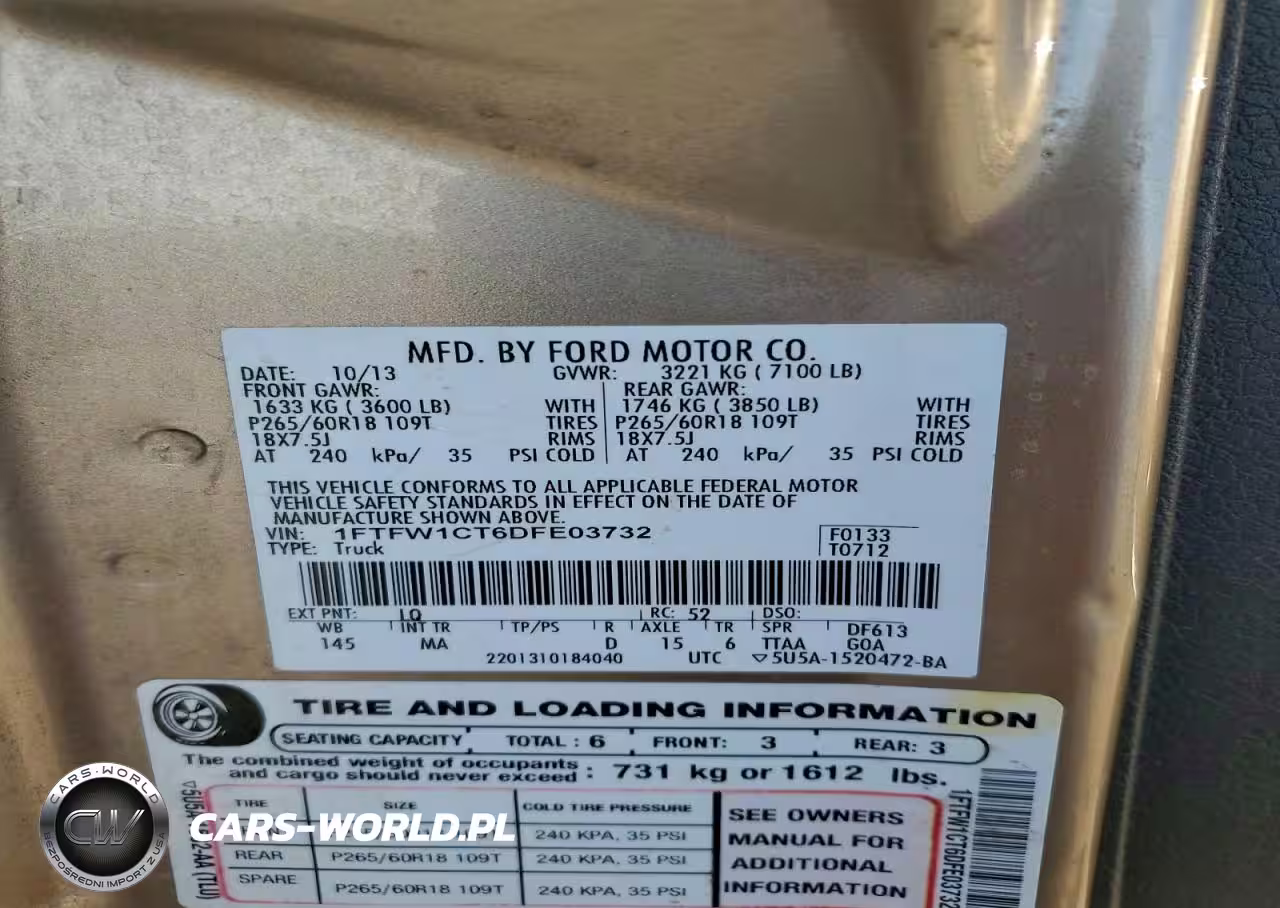 MFD. BY FORD MOTOR CO.
DATE: 10/13 GVWR: 3221 KG ( 7100 LB)
FRONT GAWR: REAR GAWR:
1633 KG ( 3600 LB) WITH 1746 KG ( 3850 LB) WITH
P265/60R18 109T TIRES P265/60R18 109T TIRES
18X7.5J RIMS 18X7.5J RIMS
AT 240 kPa/ 35 PSI COLD AT 240 kPa/ 35 PSI COLD
THIS VEHICLE CONFORMS TO ALL APPLICABLE FEDERAL MOTOR
VEHICLE SAFETY STANDARDS IN EFFECT ON THE DATE OF
MANUFACTURE SHOWN ABOVE.
VIN: 1FTFW1CT6DFE03732 F0133
TYPE: Truck T0712
EXT PNT: LQ RC: 52 DSO:
WB INT TR TP/PS R AXLE TR SPR DF613
145 MA D 15 6 TTAA GOA
2201310184040 UTC ▽5U5A-1520472-BA
TIRE AND LOADING INFORMATION
SEATING CAPACITY TOTAL : 6 FRONT: 3 REAR: 3
The combined weight of occupants
and cargo should never exceed : 731 kg or 1612 lbs.
TIRE SIZE COLD TIRE PRESSURE
240 KPA, 35 PSI
REAR P265/60R18 109T 240 KPA, 35 PSI
SPARE P265/60R18 109T 240 KPA, 35 PSI
SEE OWNERS
MANUAL FOR
ADDITIONAL
INFORMATION
1FTFW1CT6DFE03732
CARS-WORLD.PL
CARS-WORLD
CW
BEZPOŚREDNI IMPORT Z USA